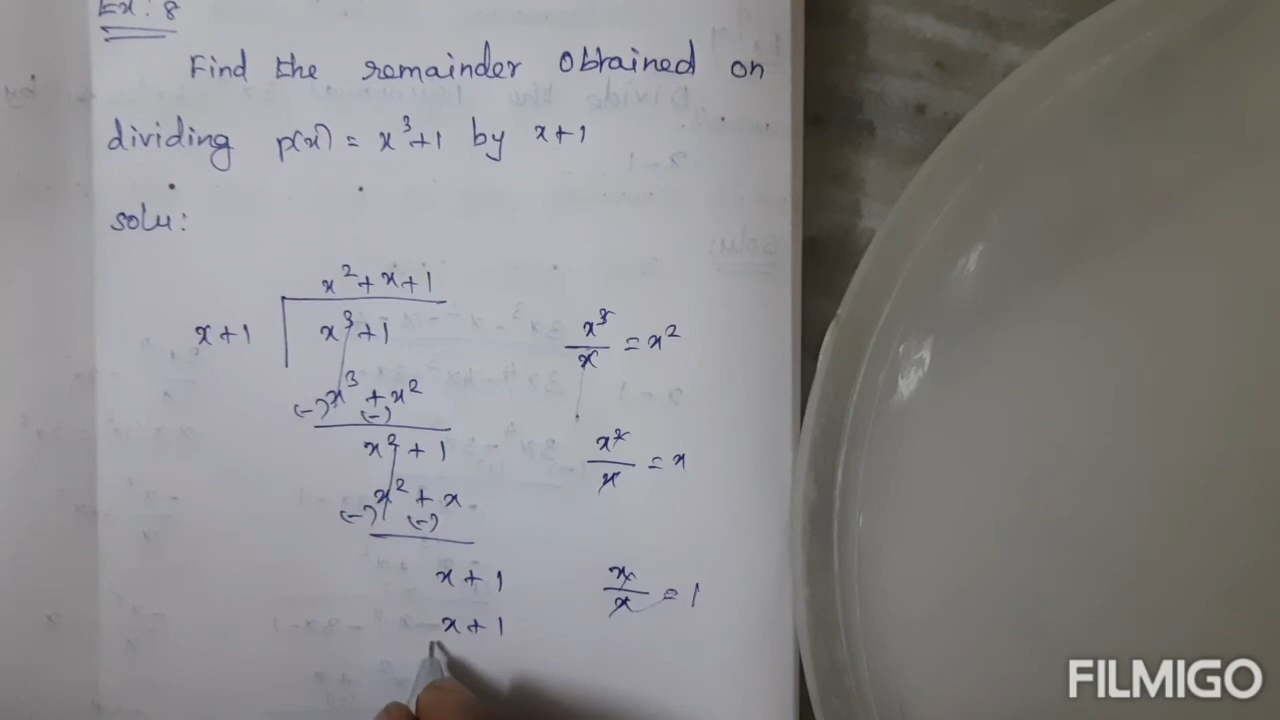 Ex: 8
Find the remainder obtained on
dividing p(x) = x³+1 by x+1
solu:
x² + x + 1
x+1 x³+1
x³/x = x²
(-)x³ +x²
(-)
x² + 1
x²/x = x
x² + x
(-) (-)
x + 1
x/x = 1
x + 1
FILMIGO